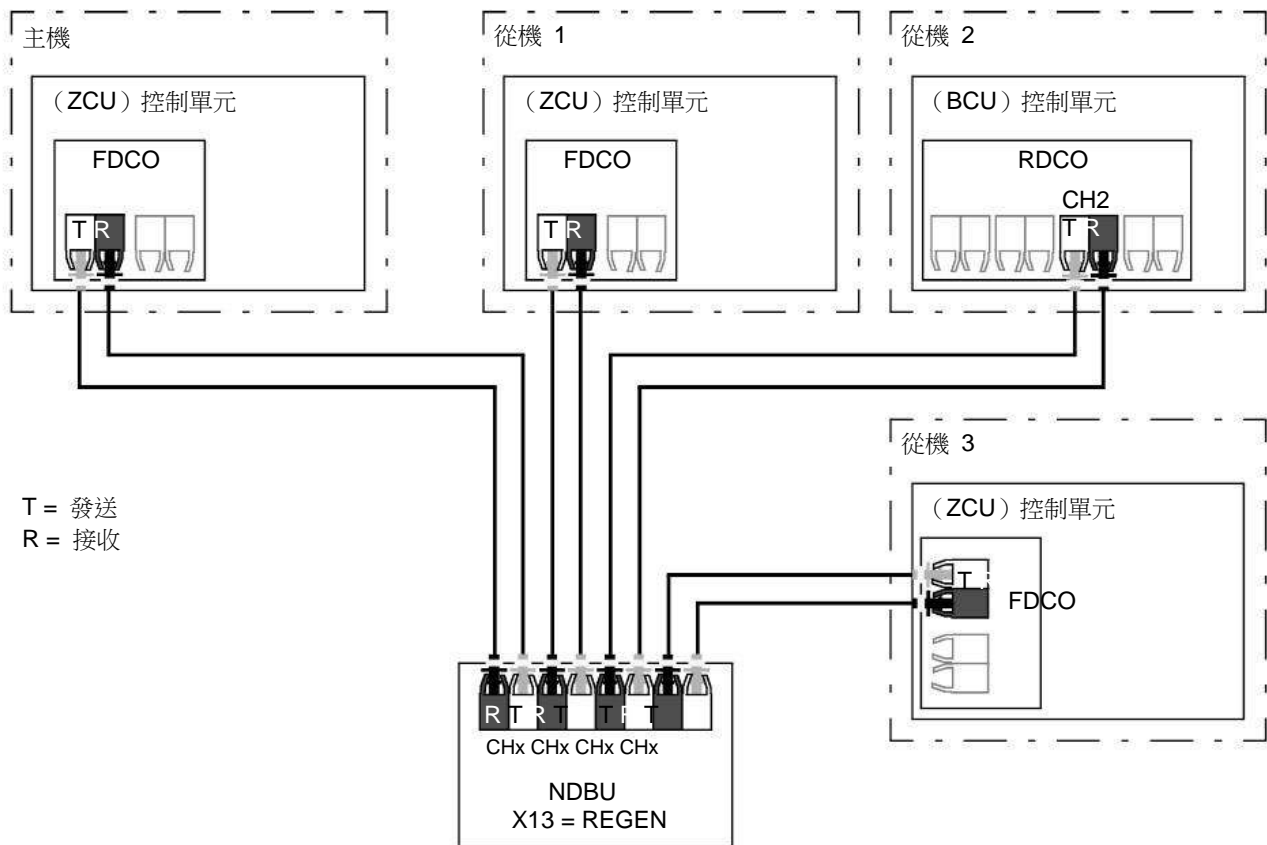 主機
從機 1
從機 2
（ZCU）控制單元
（ZCU）控制單元
（BCU）控制單元
FDCO
FDCO
RDCO
CH2
T R
T R
T R
從機 3
（ZCU）控制單元
T = 發送
R = 接收
T R
FDCO
R T R T T R T
CHx CHx CHx CHx
NDBU
X13 = REGEN